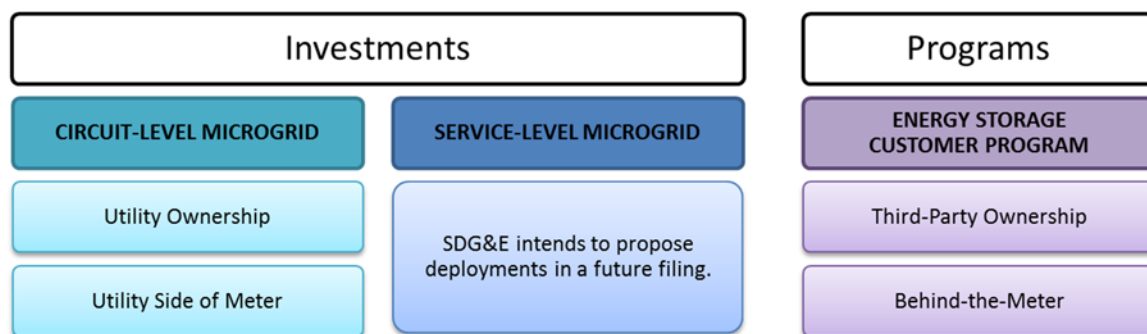 Investments
Programs
CIRCUIT-LEVEL MICROGRID
SERVICE-LEVEL MICROGRID
ENERGY STORAGE
CUSTOMER PROGRAM
Utility Ownership
SDG&E intends to propose
deployments in a future filing.
Third-Party Ownership
Utility Side of Meter
Behind-the-Meter